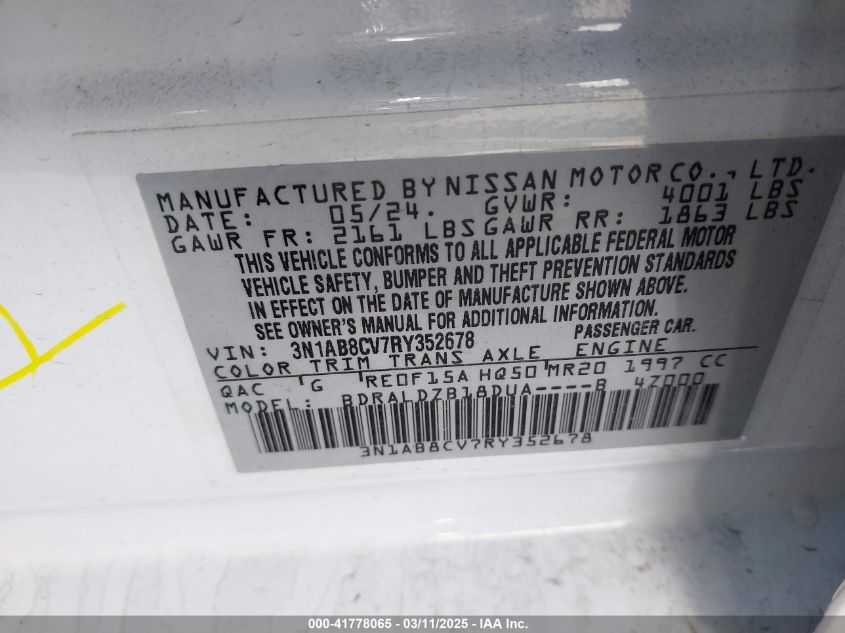 MANUFACTURED BY NISSAN MOTOR CO., LTD.
DATE: 05/24. GVWR: 4001 LBS
GAWR FR: 2161 LBS GAWR RR: 1863 LBS
THIS VEHICLE CONFORMS TO ALL APPLICABLE FEDERAL MOTOR
VEHICLE SAFETY, BUMPER AND THEFT PREVENTION STANDARDS
IN EFFECT ON THE DATE OF MANUFACTURE SHOWN ABOVE.
SEE OWNER'S MANUAL FOR ADDITIONAL INFORMATION.
VIN: 3N1AB8CV7RY352678 PASSENGER CAR.
COLOR TRIM TRANS AXLE ENGINE
QAC G RE0F15A HQ50 MR20 1997 CC
MODEL: BDRALDZB18DUA----B 4Z000
3N1AB8CV7RY352678
000-41778065 - 03/11/2025 - IAA Inc.